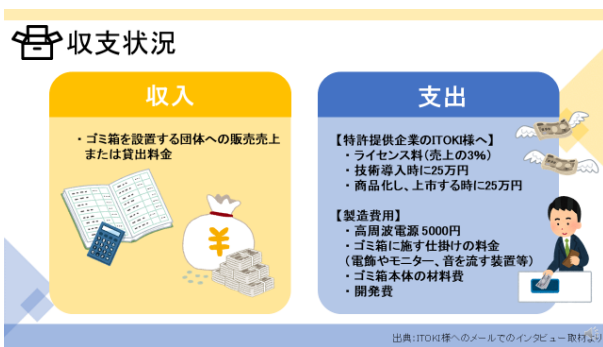 収支状況
収入
・ゴミ箱を設置する団体への販売売上
または貸出料金
支出
【特許提供企業のITOKI様へ】
・ライセンス料(売上の3%)
・技術導入時に25万円
・商品化し、上市する時に25万円
【製造費用】
・高周波電源 5000円
・ゴミ箱に施す仕掛けの料金
(電飾やモニター、音を流す装置等)
・ゴミ箱本体の材料費
・開発費
出典:ITOKI様へのメールでのインタビュー取材より